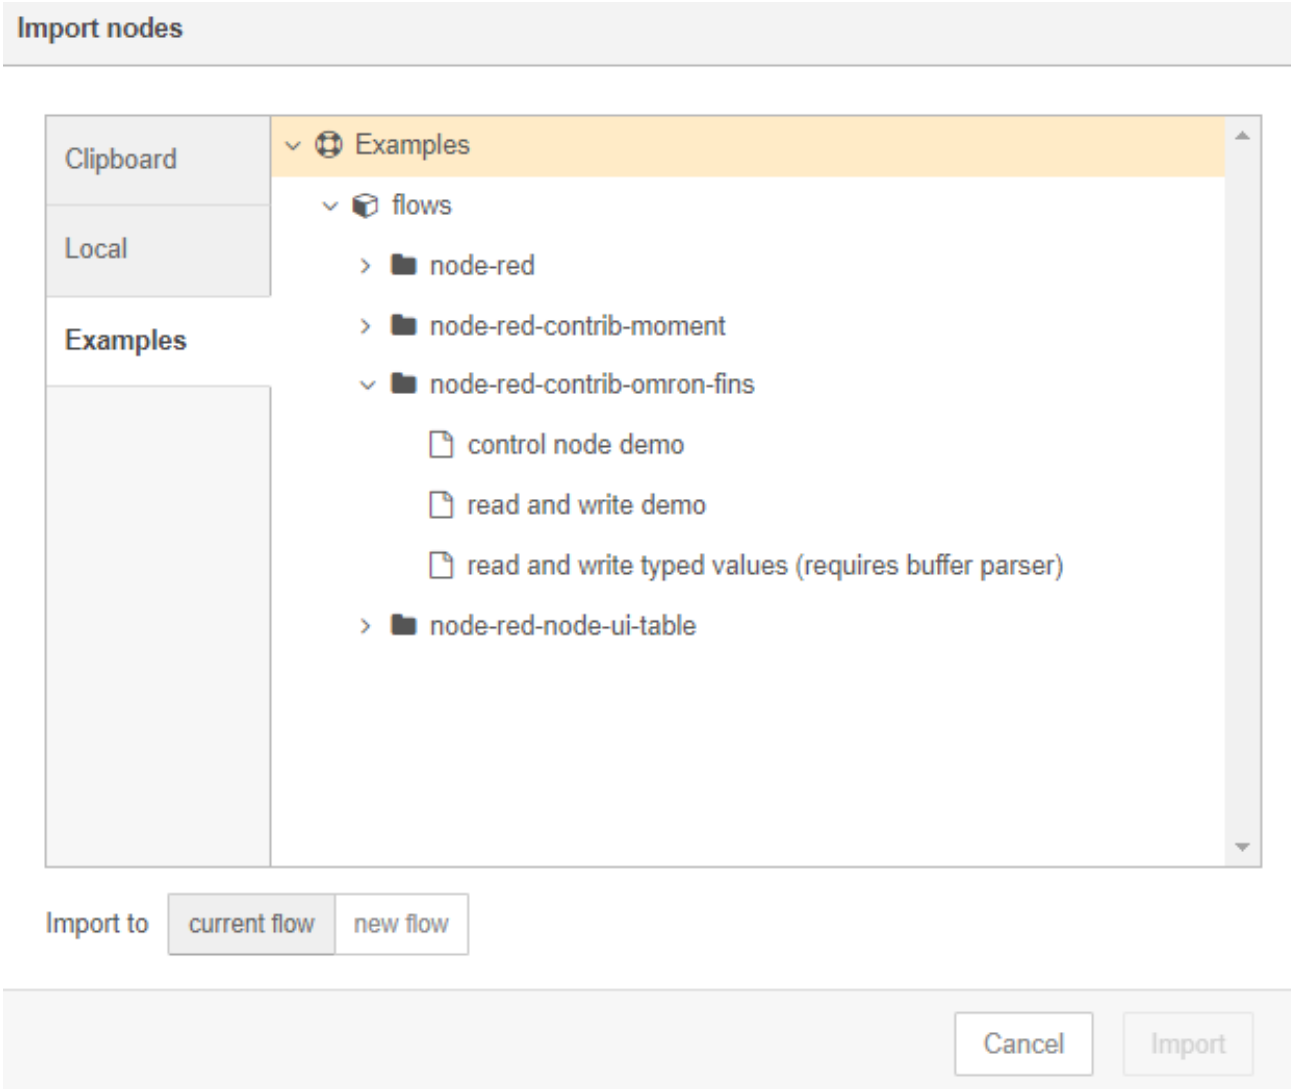 Import nodes
Clipboard
Local
Examples
Examples
flows
node-red
node-red-contrib-moment
node-red-contrib-omron-fins
control node demo
read and write demo
read and write typed values (requires buffer parser)
node-red-node-ui-table
Import to current flow new flow
Cancel Import